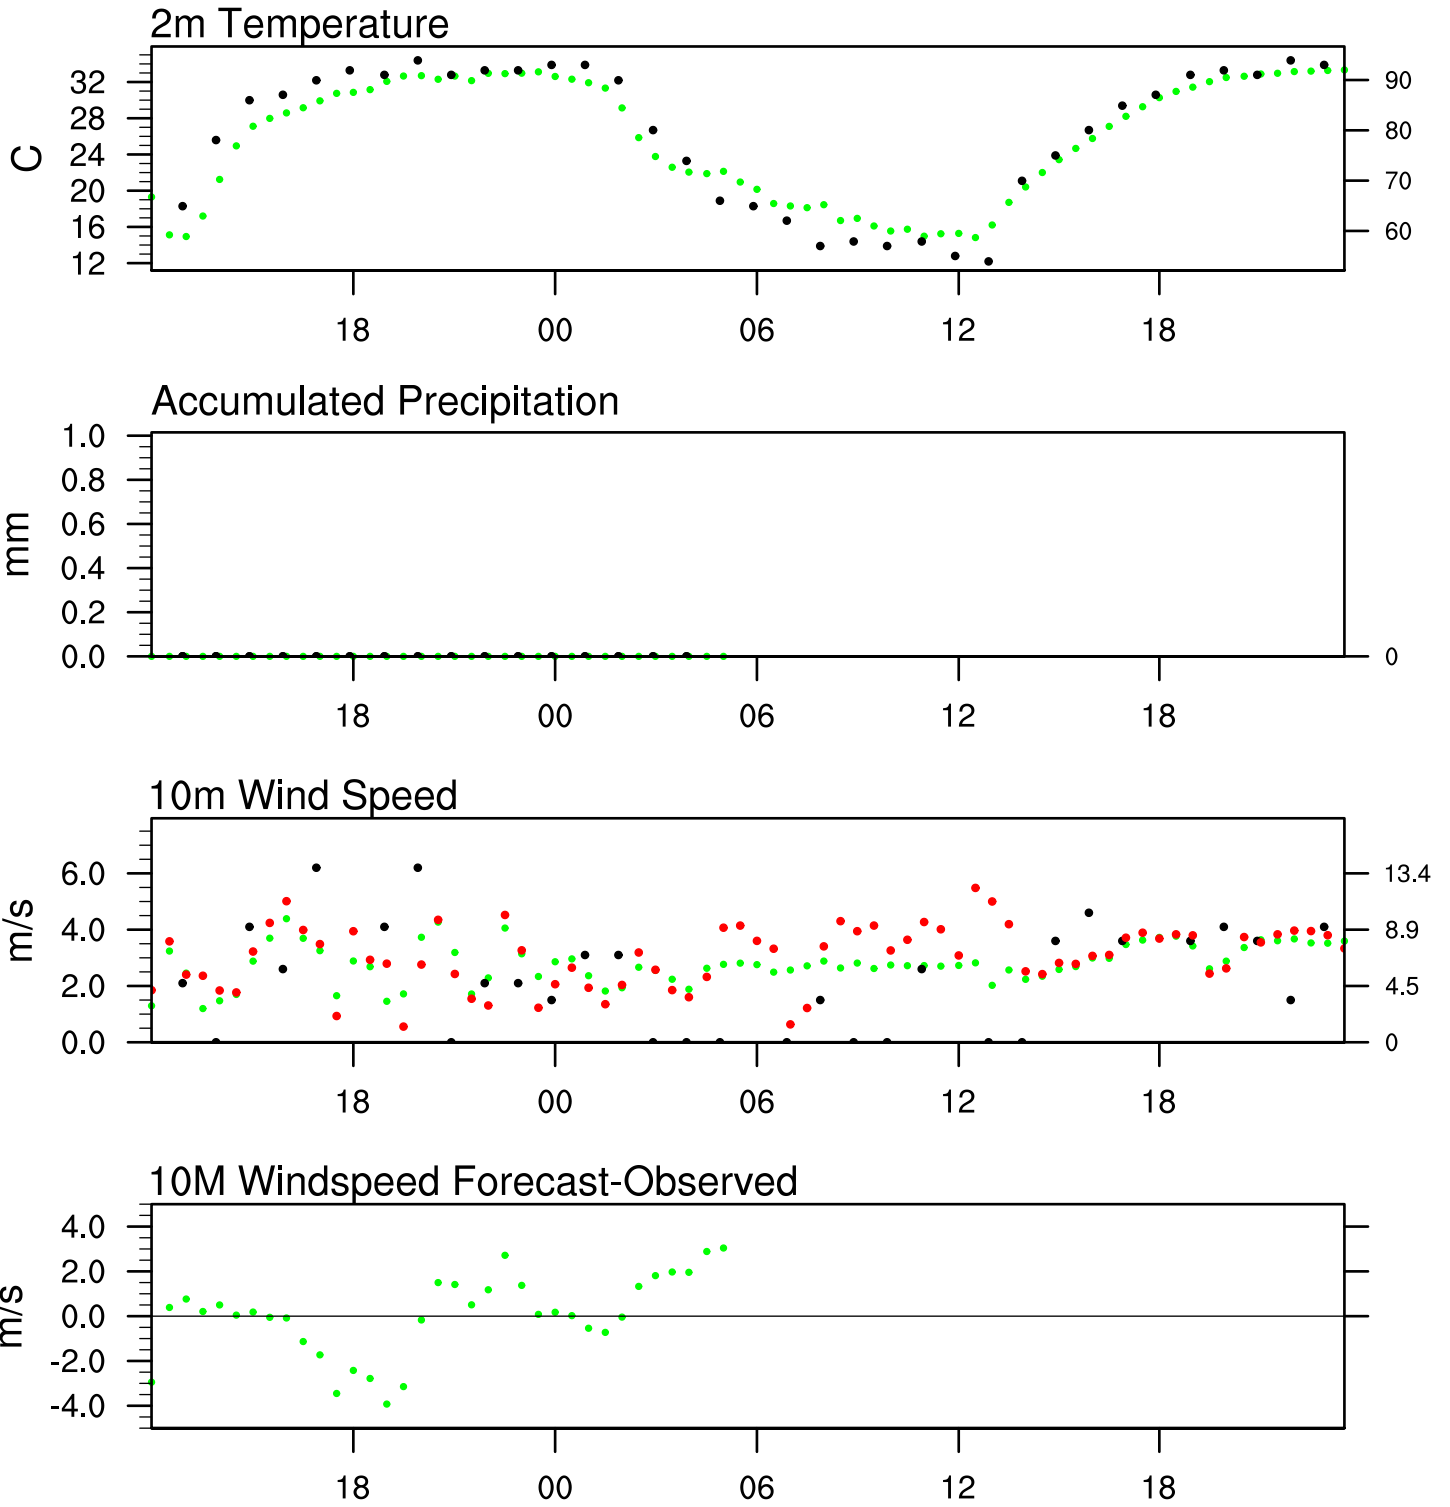 2m Temperature
C
32
28
24
20
16
12
90
80
70
60
18 00 06 12 18
Accumulated Precipitation
mm
1.0
0.8
0.6
0.4
0.2
0.0
0
18 00 06 12 18
10m Wind Speed
m/s
6.0
4.0
2.0
0.0
13.4
8.9
4.5
0
18 00 06 12 18
10M Windspeed Forecast-Observed
m/s
4.0
2.0
0.0
-2.0
-4.0
18 00 06 12 18